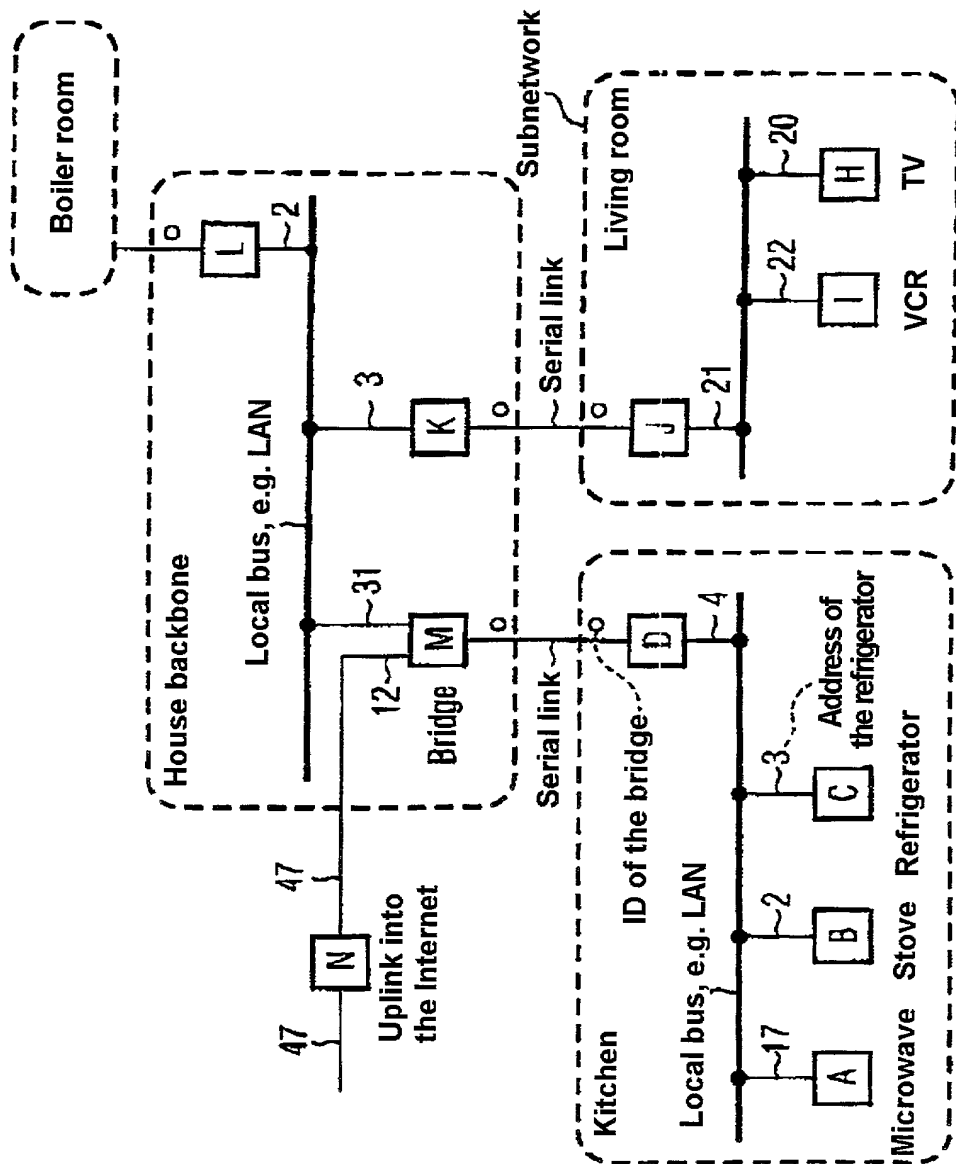 Boiler room
House backbone
O
L
2
Local bus, e.g. LAN
3
K
O
31
12
M
Bridge
O
47
N
47
Uplink into
the Internet
Serial link
Serial link
Subnetwork
Kitchen
ID of the bridge
O
D
4
Local bus, e.g. LAN
17
2
3
Address of
the refrigerator
A
B
C
Microwave
Stove
Refrigerator
Living room
O
J
21
22
20
I
H
VCR
TV